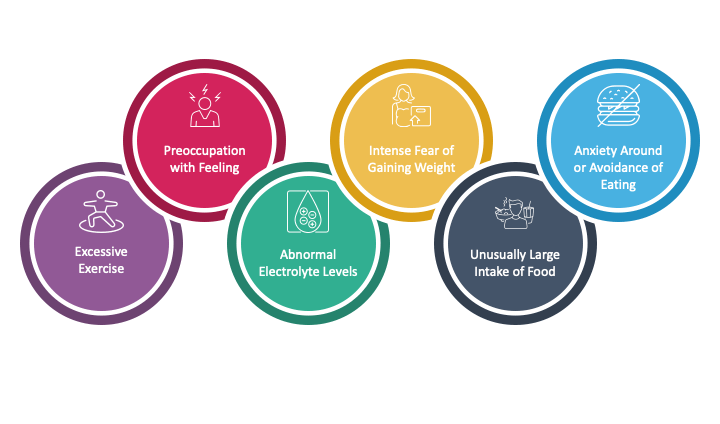 Excessive
Exercise
Preoccupation
with Feeling
Abnormal
Electrolyte Levels
Intense Fear of
Gaining Weight
Unusually Large
Intake of Food
Anxiety Around
or Avoidance of
Eating